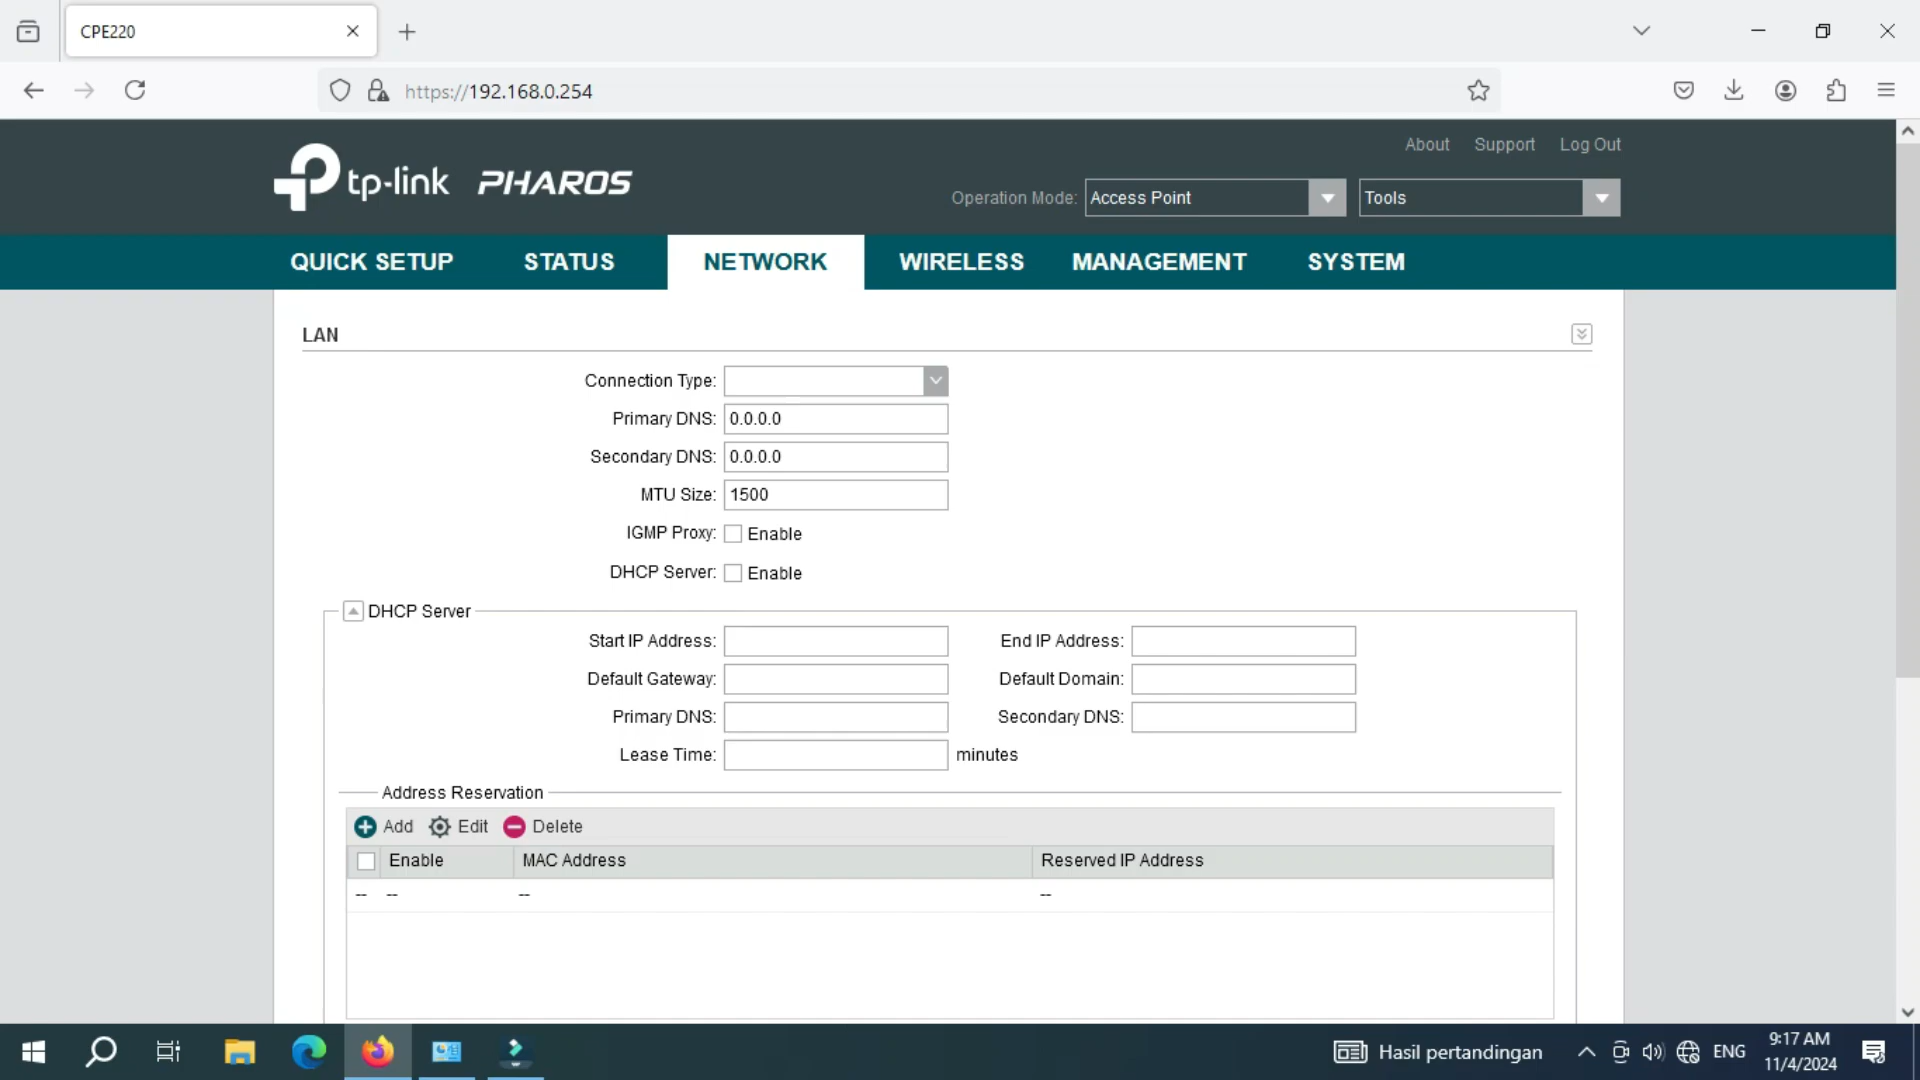 CPE220
https://192.168.0.254
About Support Log Out
tp-link PHAROS
Operation Mode: Access Point Tools
QUICK SETUP STATUS NETWORK WIRELESS MANAGEMENT SYSTEM
LAN
Connection Type:
Primary DNS: 0.0.0.0
Secondary DNS: 0.0.0.0
MTU Size: 1500
IGMP Proxy: Enable
DHCP Server: Enable
DHCP Server
Start IP Address: End IP Address:
Default Gateway: Default Domain:
Primary DNS: Secondary DNS:
Lease Time: minutes
Address Reservation
Add Edit Delete
Enable MAC Address Reserved IP Address
-- -- -- --
Hasil pertandingan ENG 9:17 AM
11/4/2024